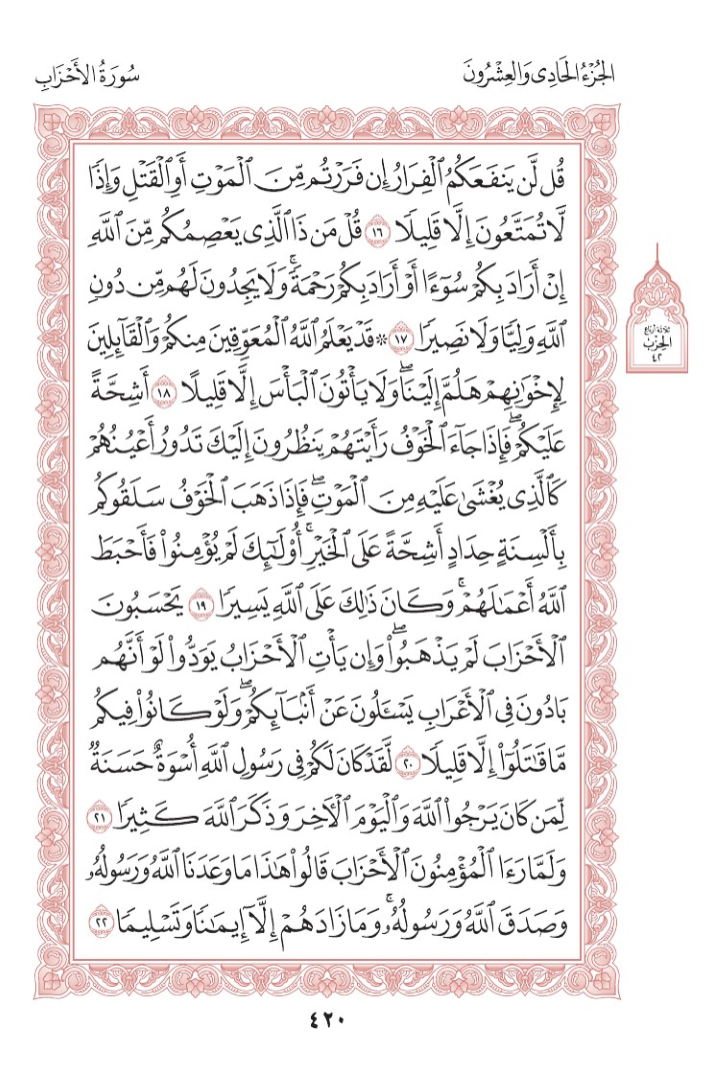 الجُزْءُ الحَادِى وَالعِشْرُونَ
سُورَةُ الأَحْزَابِ
قُل لَّن يَنفَعَكُمُ ٱلْفِرَارُ إِن فَرَرْتُم مِّنَ ٱلْمَوْتِ أَوِ ٱلْقَتْلِ وَإِذًا
لَّا تُمَتَّعُونَ إِلَّا قَلِيلًا ١٦ قُلْ مَن ذَا ٱلَّذِى يَعْصِمُكُم مِّنَ ٱللَّهِ
إِنْ أَرَادَ بِكُمْ سُوٓءًا أَوْ أَرَادَ بِكُمْ رَحْمَةً ۚ وَلَا يَجِدُونَ لَهُم مِّن دُونِ
ٱللَّهِ وَلِيًّا وَلَا نَصِيرًا ١٧ ۞ قَدْ يَعْلَمُ ٱللَّهُ ٱلْمُعَوِّقِينَ مِنكُمْ وَٱلْقَآئِلِينَ
لِإِخْوَٰنِهِمْ هَلُمَّ إِلَيْنَا ۖ وَلَا يَأْتُونَ ٱلْبَأْسَ إِلَّا قَلِيلًا ١٨ أَشِحَّةً
عَلَيْكُمْ ۖ فَإِذَا جَآءَ ٱلْخَوْفُ رَأَيْتَهُمْ يَنظُرُونَ إِلَيْكَ تَدُورُ أَعْيُنُهُمْ
كَٱلَّذِى يُغْشَىٰ عَلَيْهِ مِنَ ٱلْمَوْتِ ۖ فَإِذَا ذَهَبَ ٱلْخَوْفُ سَلَقُوكُم
بِأَلْسِنَةٍ حِدَادٍ أَشِحَّةً عَلَى ٱلْخَيْرِ ۚ أُو۟لَٰٓئِكَ لَمْ يُؤْمِنُوا۟ فَأَحْبَطَ
ٱللَّهُ أَعْمَٰلَهُمْ ۚ وَكَانَ ذَٰلِكَ عَلَى ٱللَّهِ يَسِيرًا ١٩ يَحْسَبُونَ
ٱلْأَحْزَابَ لَمْ يَذْهَبُوا۟ ۖ وَإِن يَأْتِ ٱلْأَحْزَابُ يَوَدُّوا۟ لَوْ أَنَّهُم
بَادُونَ فِى ٱلْأَعْرَابِ يَسْـَٔلُونَ عَنْ أَنۢبَآئِكُمْ ۖ وَلَوْ كَانُوا۟ فِيكُم
مَّا قَٰتَلُوٓا۟ إِلَّا قَلِيلًا ٢٠ لَّقَدْ كَانَ لَكُمْ فِى رَسُولِ ٱللَّهِ أُسْوَةٌ حَسَنَةٌ
لِّمَن كَانَ يَرْجُوا۟ ٱللَّهَ وَٱلْيَوْمَ ٱلْـَٔاخِرَ وَذَكَرَ ٱللَّهَ كَثِيرًا ٢١
وَلَمَّا رَءَا ٱلْمُؤْمِنُونَ ٱلْأَحْزَابَ قَالُوا۟ هَٰذَا مَا وَعَدَنَا ٱللَّهُ وَرَسُولُهُۥ
وَصَدَقَ ٱللَّهُ وَرَسُولُهُۥ ۚ وَمَا زَادَهُمْ إِلَّآ إِيمَٰنًا وَتَسْلِيمًا ٢٢
ثلاثة أرباع
الحزب
٤٢
٤٢٠